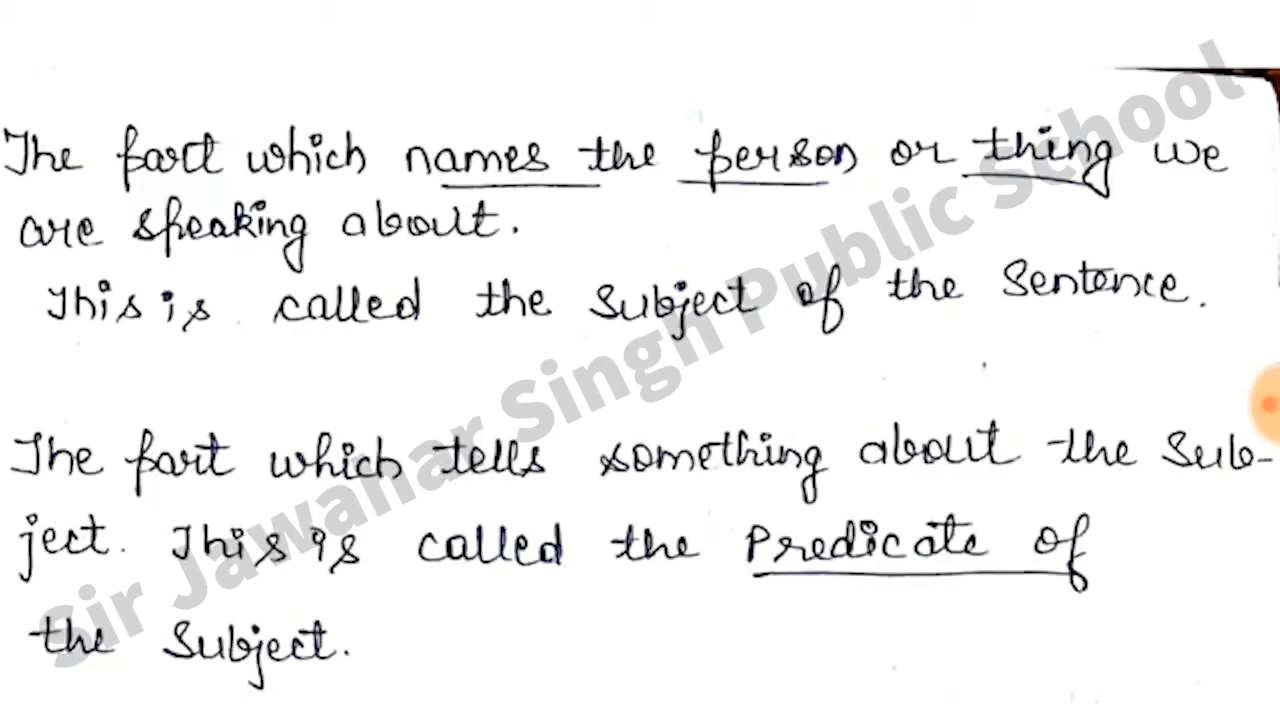 The part which names the person or thing we
are speaking about.
This is called the Subject of the Sentence.
The part which tells something about the Sub-
ject. This is called the Predicate of
the Subject.
Sir Jawahar Singh Public School